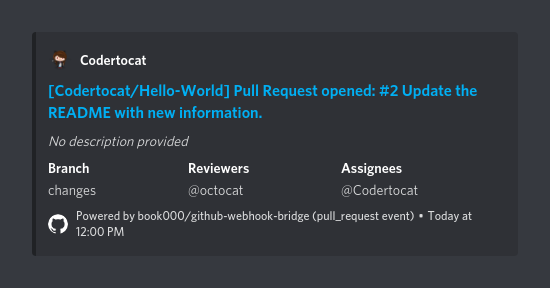 Codertocat
[Codertocat/Hello-World] Pull Request opened: #2 Update the
README with new information.
No description provided
Branch Reviewers Assignees
changes @octocat @Codertocat
Powered by book000/github-webhook-bridge (pull_request event) • Today at
12:00 PM